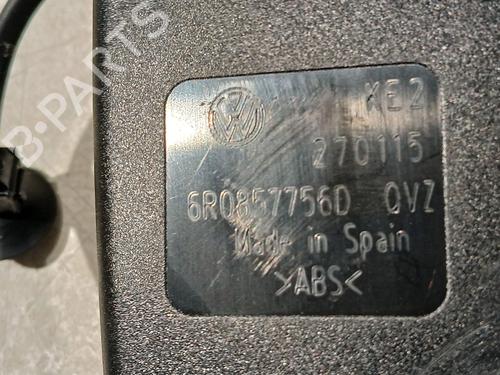 B-PARTS
KE2
270115
6R0857756D QVZ
Made in Spain
>ABS<